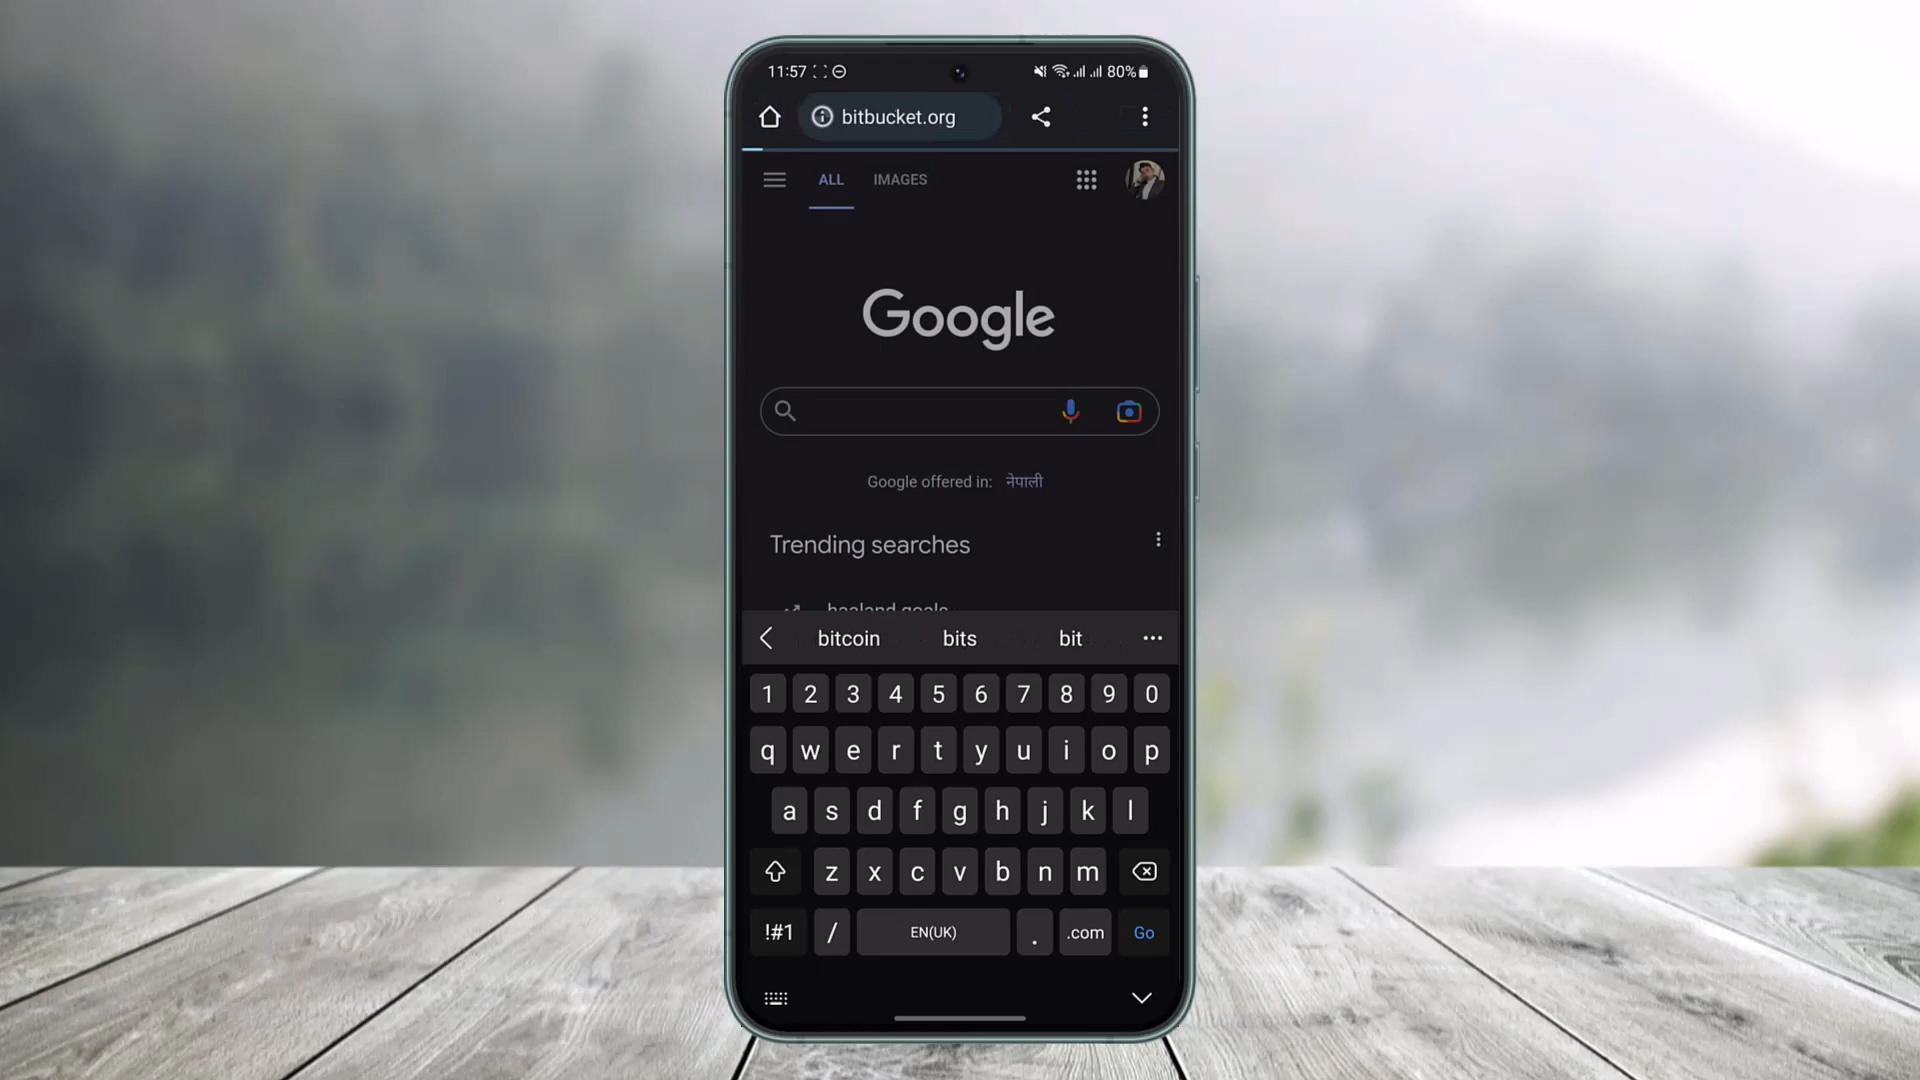 11:57 80%
bitbucket.org
ALL IMAGES
Google
Google offered in: नेपाली
Trending searches
haaland goals
bitcoin bits bit
1 2 3 4 5 6 7 8 9 0
q w e r t y u i o p
a s d f g h j k l
z x c v b n m
!#1 / EN(UK) . .com Go